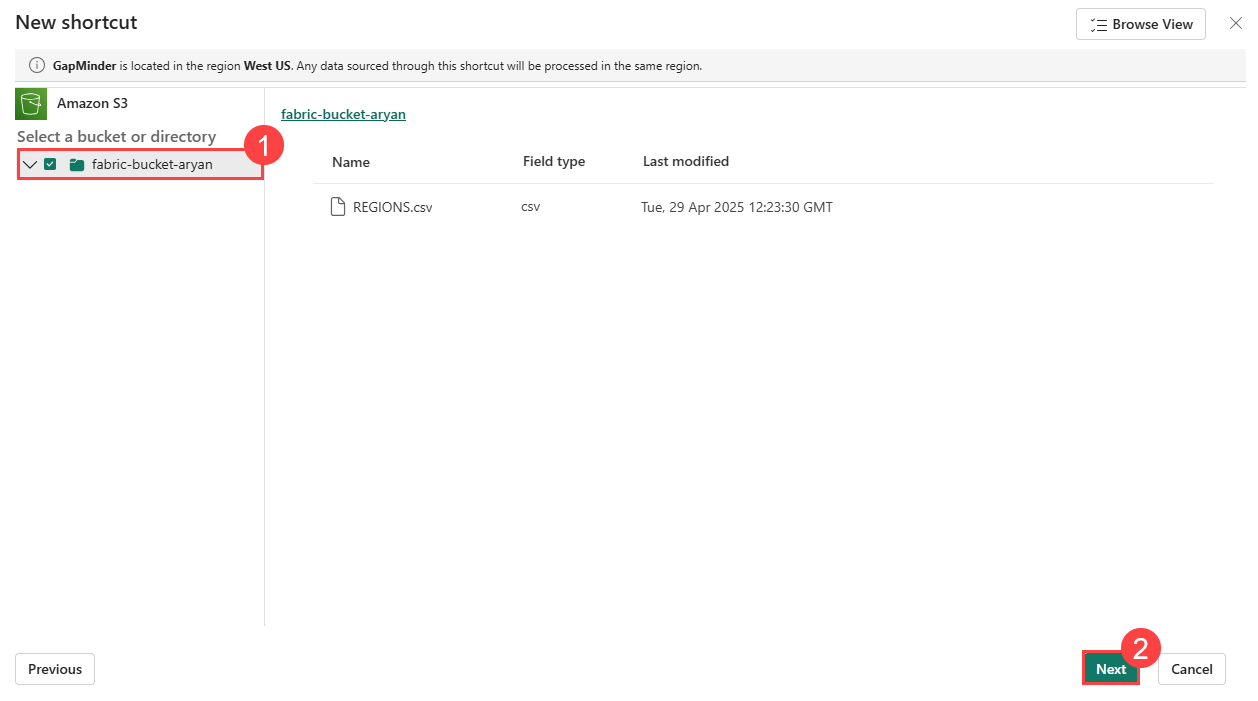 New shortcut
Browse View
GapMinder is located in the region West US. Any data sourced through this shortcut will be processed in the same region.
Amazon S3
Select a bucket or directory
1
fabric-bucket-aryan
fabric-bucket-aryan
Name Field type Last modified
REGIONS.csv csv Tue, 29 Apr 2025 12:23:30 GMT
2
Previous Next Cancel